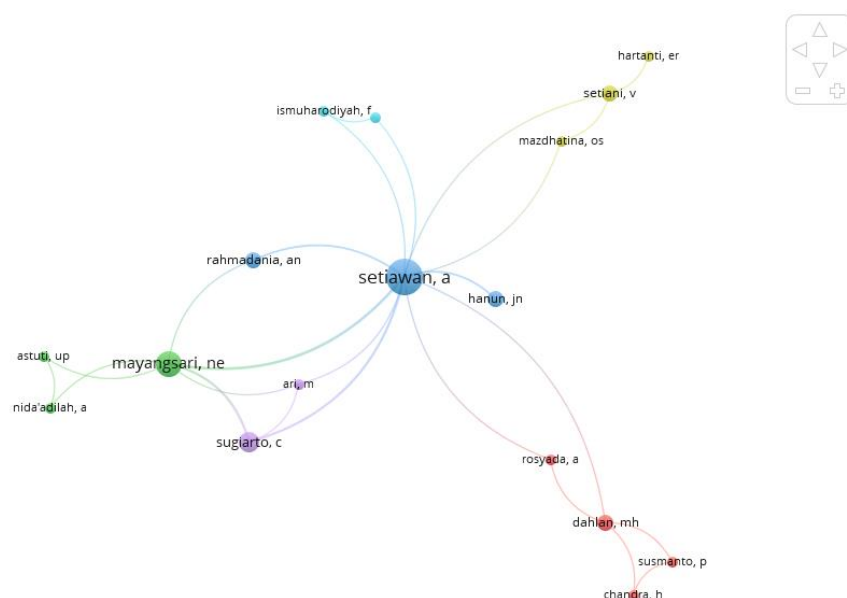 hartanti, er
setiani, v
ismuharodiyah, f
mazdhatina, os
rahmadania, an
setiawan, a
hanun, jn
astuti, up
mayangsari, ne
ari, m
nida'adilah, a
sugiarto, c
rosyada, a
dahlan, mh
susmanto, p
chandra, h